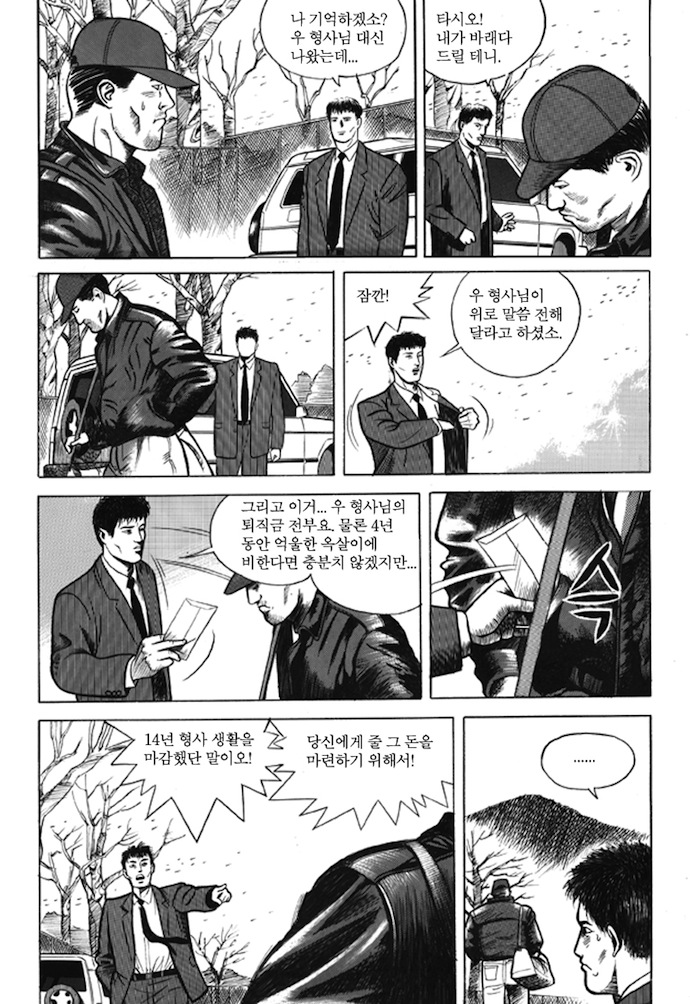 나 기억하겠소?
우 형사님 대신
나왔는데...
타시오!
내가 바래다
드릴 테니.
잠깐!
우 형사님이
위로 말씀 전해
달라고 하셨소.
그리고 이거... 우 형사님의
퇴직금 전부요. 물론 4년
동안 억울한 옥살이에
비한다면 충분치 않겠지만...
슥
14년 형사 생활을
마감했단 말이오!
당신에게 줄 그 돈을
마련하기 위해서!
......